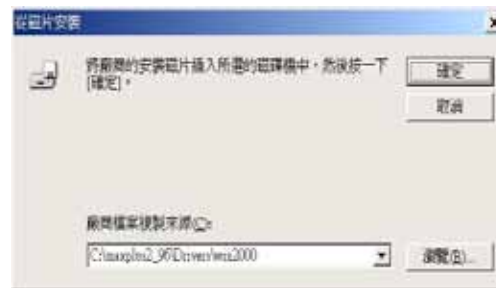 從磁片安裝
將廠商的安裝磁片插入所選的磁碟機中，然後按一下
[確定]。
確定
取消
廠商檔案複製來源(C):
C:\maxplus2_96\Drivers\win2000
瀏覽(B)...